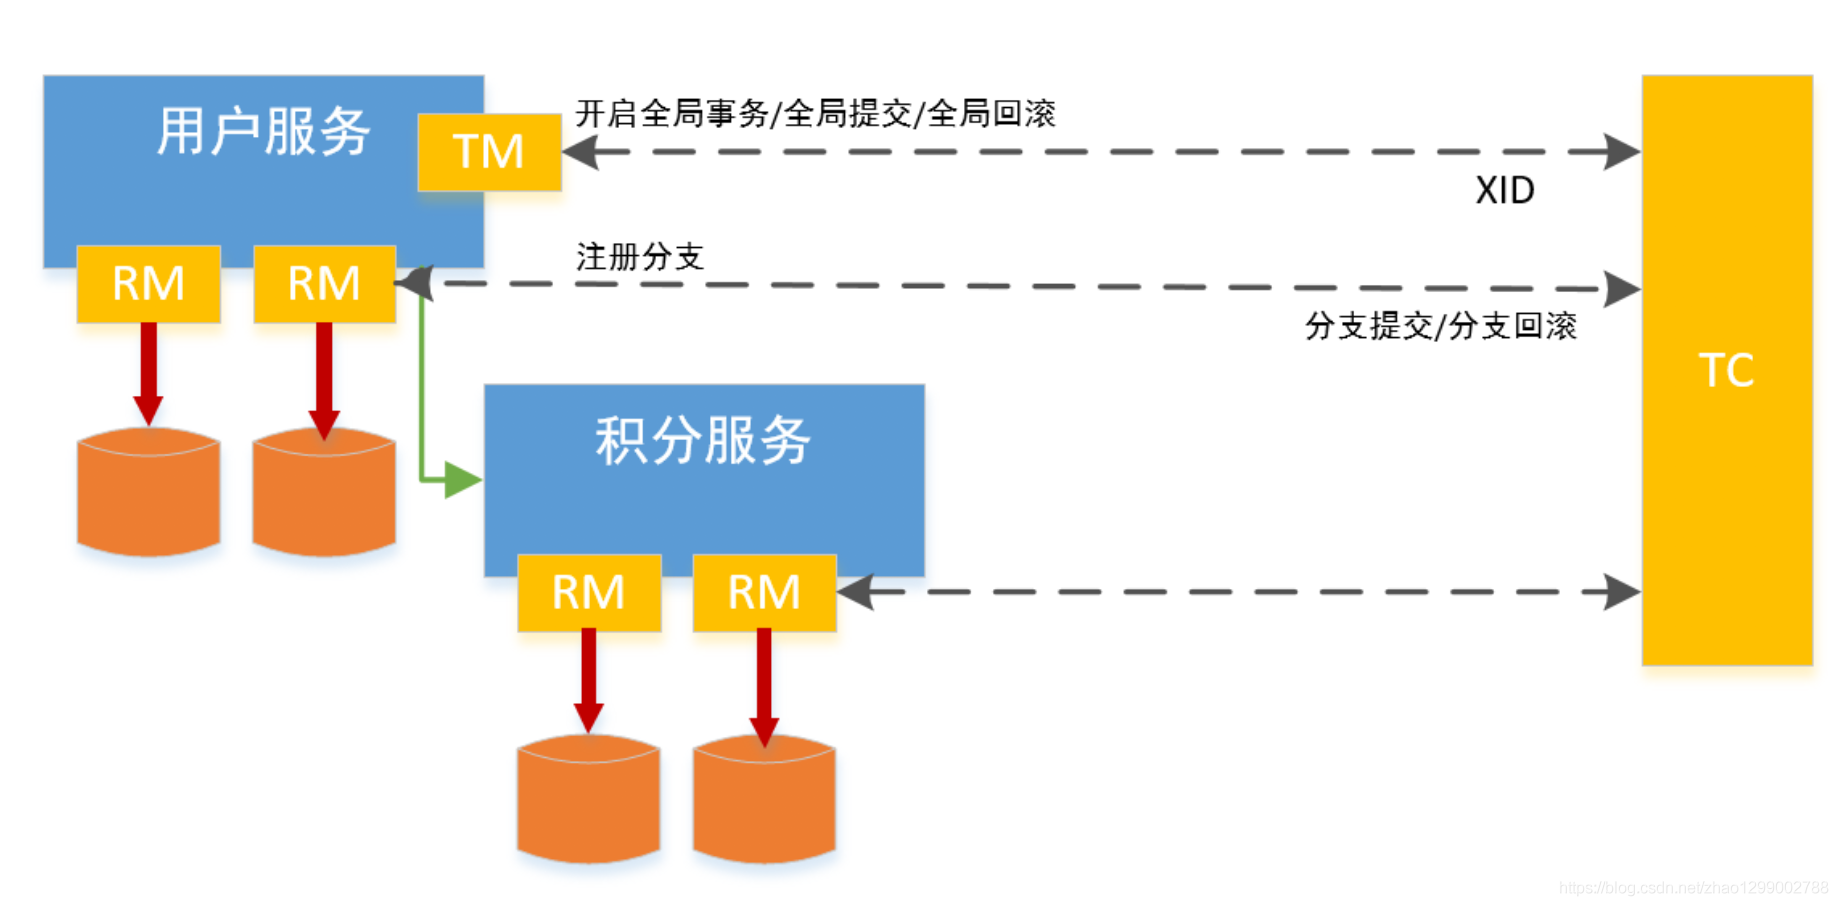 用户服务
TM
开启全局事务/全局提交/全局回滚
XID
RM
RM
注册分支
分支提交/分支回滚
TC
积分服务
RM
RM
https://blog.csdn.net/zhao1299002788